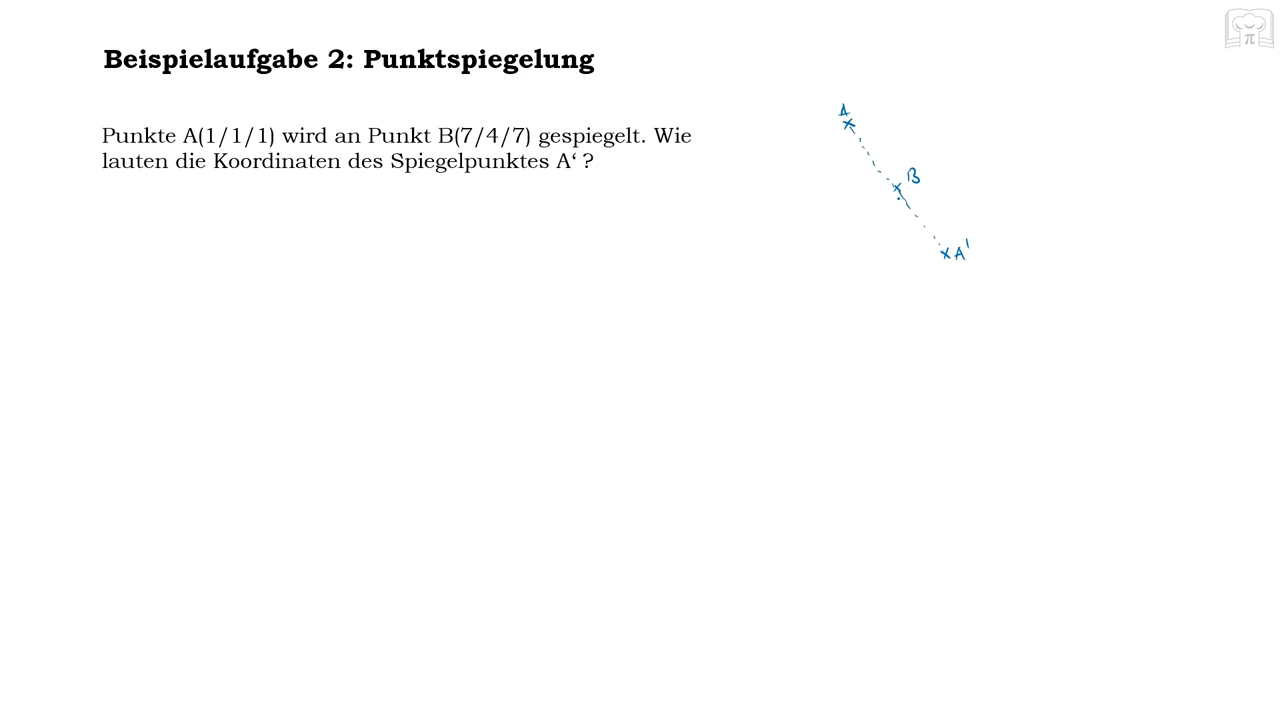 Beispielaufgabe 2: Punktspiegelung
Punkte A(1/1/1) wird an Punkt B(7/4/7) gespiegelt. Wie
lauten die Koordinaten des Spiegelpunktes A‘ ?
A
B
A'
π